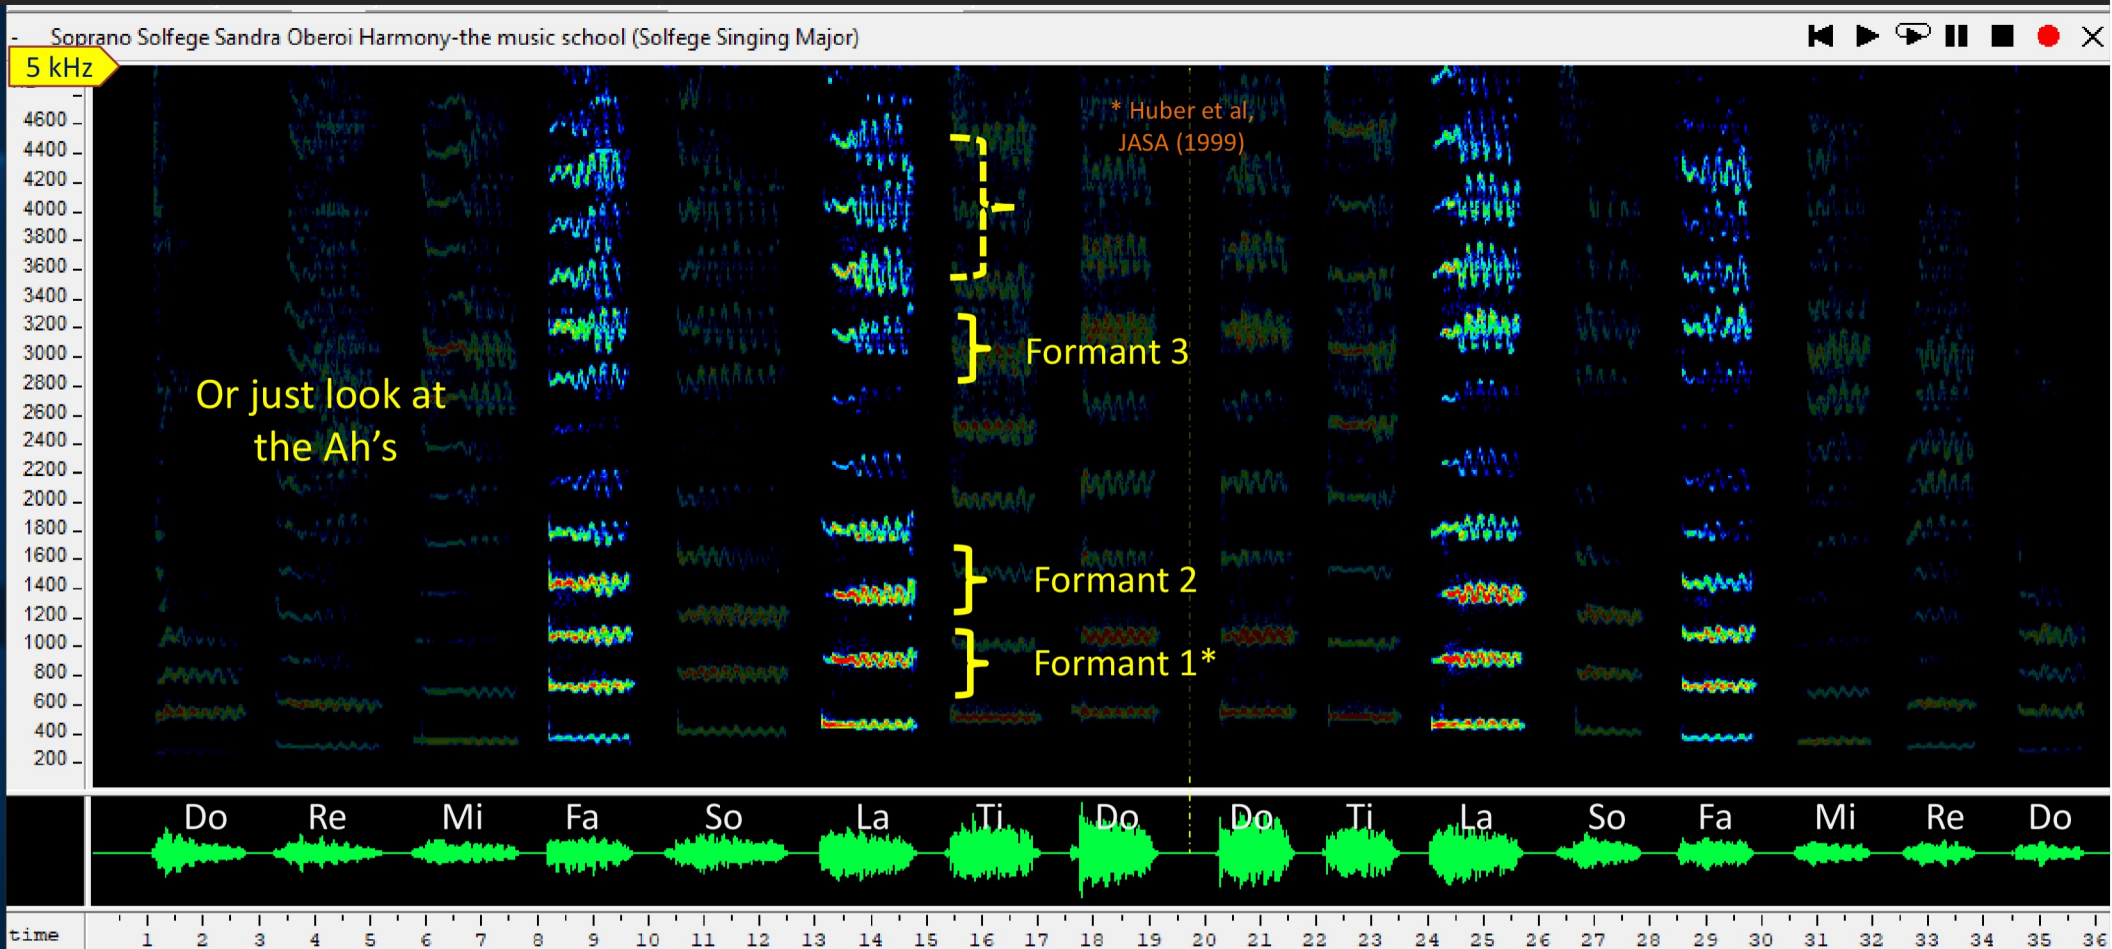 - Soprano Solfege Sandra Oberoi Harmony-the music school (Solfege Singing Major)
5 kHz
4600
4400
4200
4000
3800
3600
3400
3200
3000
2800
2600
2400
2200
2000
1800
1600
1400
1200
1000
800
600
400
200
* Huber et al,
JASA (1999)
Formant 3
Or just look at
the Ah's
Formant 2
Formant 1*
Do Re Mi Fa So La Ti Do Do Ti La So Fa Mi Re Do
time 1 2 3 4 5 6 7 8 9 10 11 12 13 14 15 16 17 18 19 20 21 22 23 24 25 26 27 28 29 30 31 32 33 34 35 36